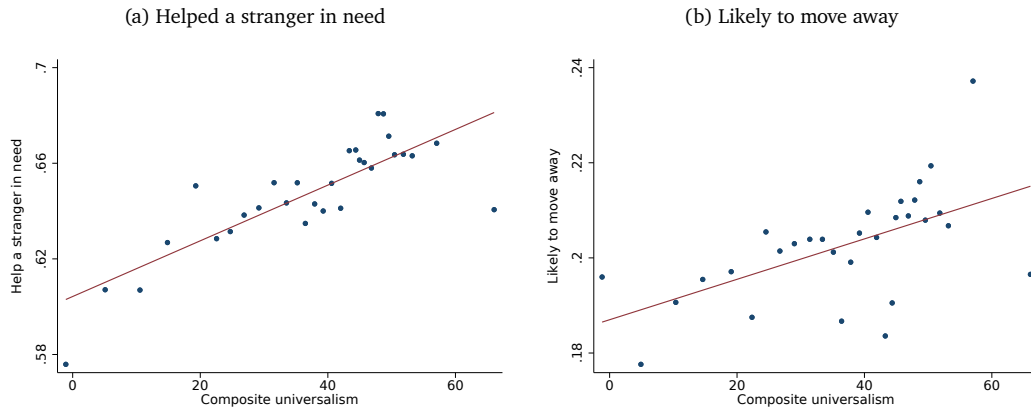 (a) Helped a stranger in need
.7
.66
.62
.58
Help a stranger in need
0 20 40 60
Composite universalism
(b) Likely to move away
.24
.22
.2
.18
Likely to move away
0 20 40 60
Composite universalism